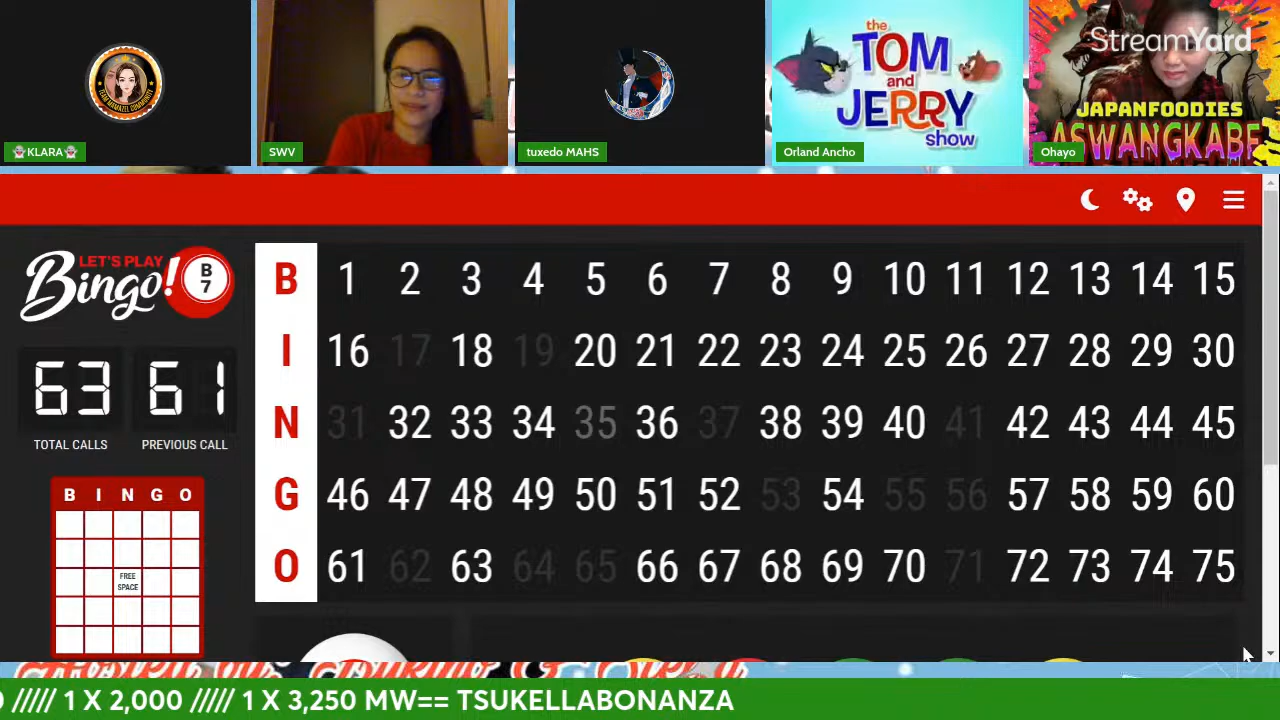 TEAM MAMAZEL COMMUNITY
👻KLARA👻
SWV
tuxedo MAHS
the
TOM
and
JERRY
show
Orland Ancho
StreamYard
JAPANFOODIES
ASWANGKABE
Ohayo
LET'S PLAY
Bingo!
B
7
63 61
TOTAL CALLS PREVIOUS CALL
B I N G O
FREE
SPACE
B 1 2 3 4 5 6 7 8 9 10 11 12 13 14 15
I 16 17 18 19 20 21 22 23 24 25 26 27 28 29 30
N 31 32 33 34 35 36 37 38 39 40 41 42 43 44 45
G 46 47 48 49 50 51 52 53 54 55 56 57 58 59 60
O 61 62 63 64 65 66 67 68 69 70 71 72 73 74 75
///// 1 X 2,000 ///// 1 X 3,250 MW== TSUKELLABONANZA